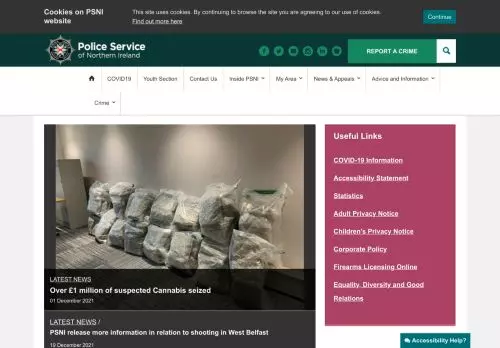 Cookies on PSNI website
This site uses cookies. By continuing to browse the site you are agreeing to our use of cookies.
Find out more here
Continue
Police Service
of Northern Ireland
REPORT A CRIME
COVID19
Youth Section
Contact Us
Inside PSNI
My Area
News & Appeals
Advice and Information
Crime
LATEST NEWS
Over £1 million of suspected Cannabis seized
01 December 2021
LATEST NEWS /
PSNI release more information in relation to shooting in West Belfast
19 December 2021
Useful Links
COVID-19 Information
Accessibility Statement
Statistics
Adult Privacy Notice
Children's Privacy Notice
Corporate Policy
Firearms Licensing Online
Equality, Diversity and Good
Relations
Accessibility Help?